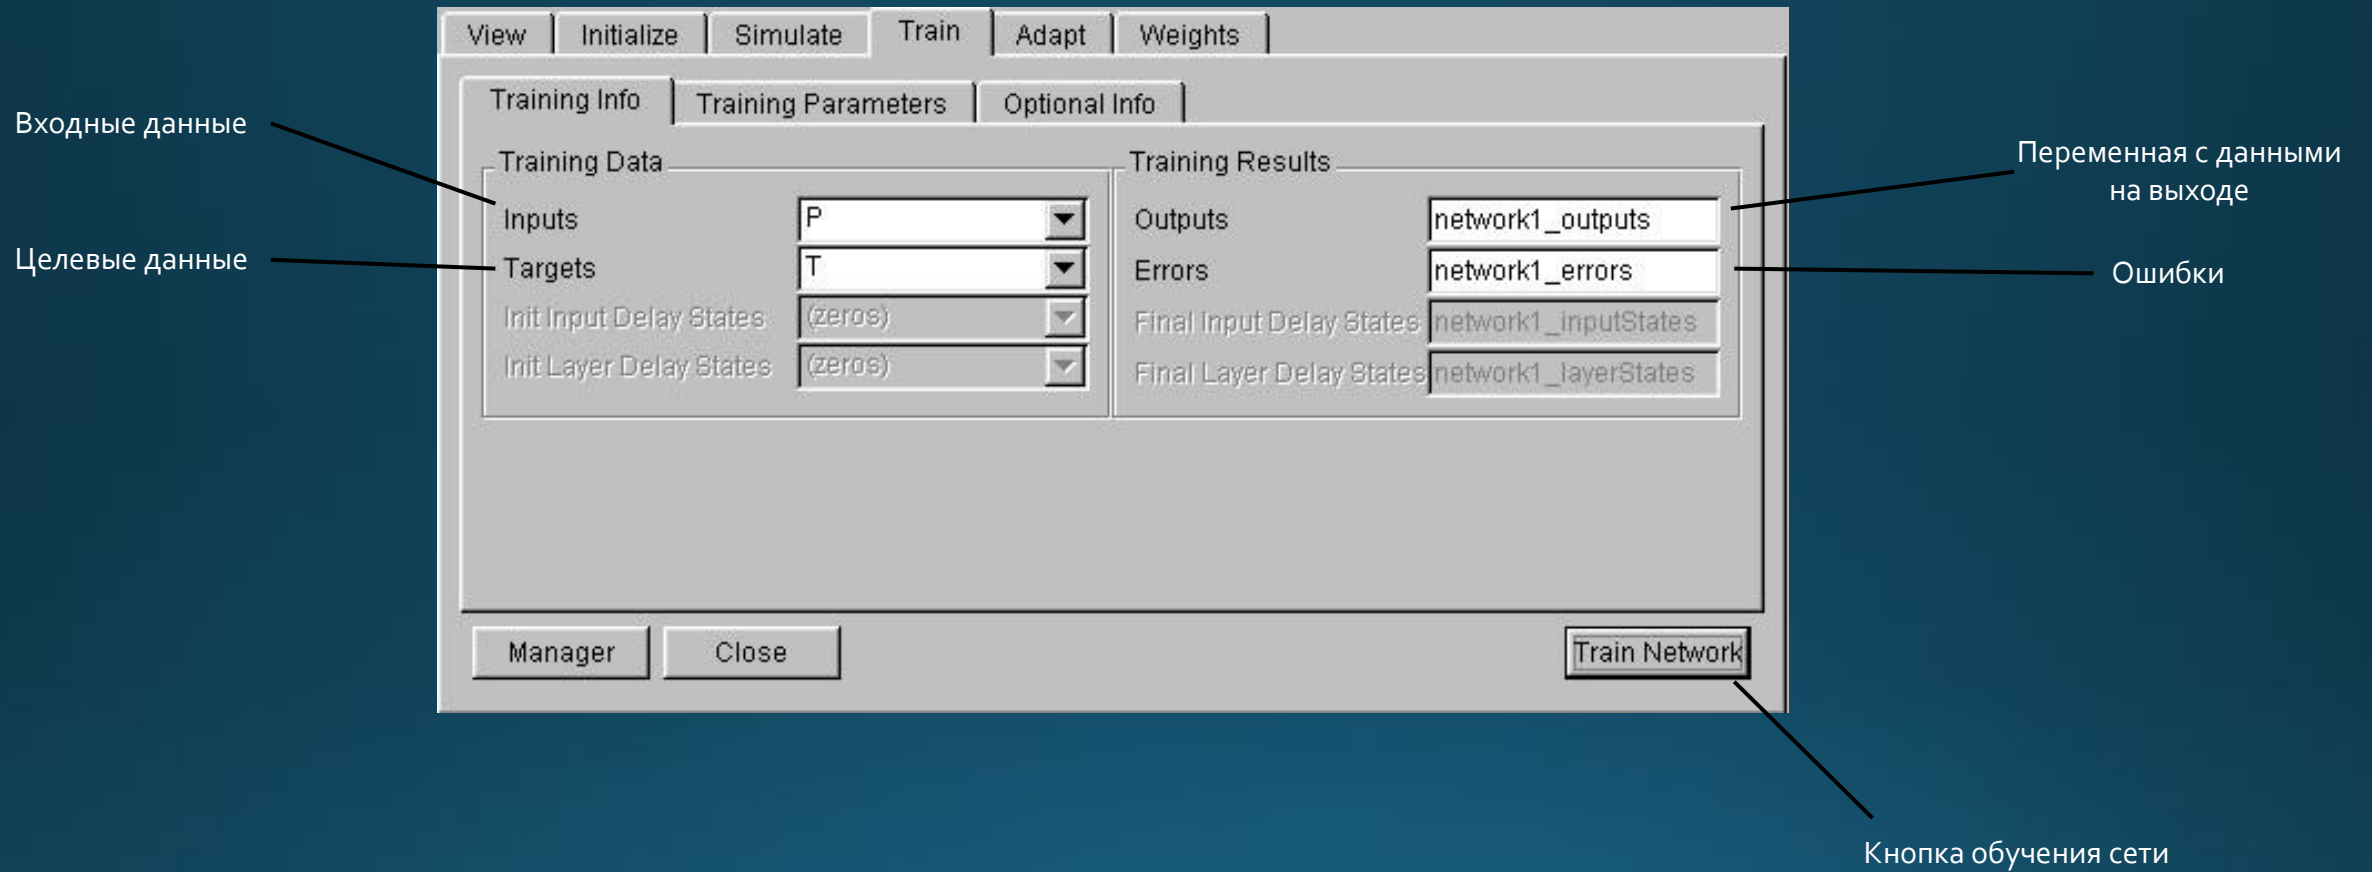 View Initialize Simulate Train Adapt Weights
Training Info Training Parameters Optional Info
Входные данные
Целевые данные
Training Data
Inputs P
Targets T
Init Input Delay States (zeros)
Init Layer Delay States (zeros)
Training Results
Outputs network1_outputs
Errors network1_errors
Final Input Delay States network1_inputStates
Final Layer Delay States network1_layerStates
Переменная с данными
на выходе
Ошибки
Manager Close Train Network
Кнопка обучения сети